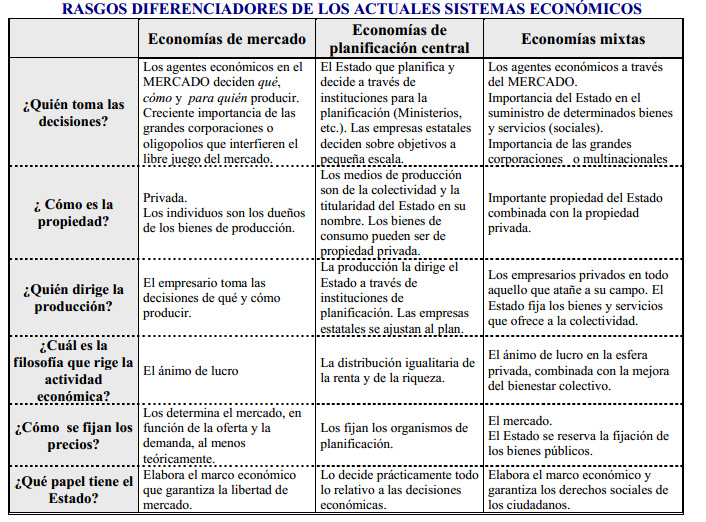 RASGOS DIFERENCIADORES DE LOS ACTUALES SISTEMAS ECONÓMICOS
Economías de mercado
Economías de
planificación central
Economías mixtas
¿Quién toma las
decisiones?
Los agentes económicos en el
MERCADO deciden qué,
cómo y para quién producir.
Creciente importancia de las
grandes corporaciones o
oligopolios que interfieren el
libre juego del mercado.
El Estado que planifica y
decide a través de
instituciones para la
planificación (Ministerios,
etc.). Las empresas estatales
deciden sobre objetivos a
pequeña escala.
Los agentes económicos a través
del MERCADO.
Importancia del Estado en el
suministro de determinados bienes
y servicios (sociales).
Importancia de las grandes
corporaciones o multinacionales
¿ Cómo es la
propiedad?
Privada.
Los individuos son los dueños
de los bienes de producción.
Los medios de producción
son de la colectividad y la
titularidad del Estado en su
nombre. Los bienes de
consumo pueden ser de
propiedad privada.
Importante propiedad del Estado
combinada con la propiedad
privada.
¿Quién dirige la
producción?
El empresario toma las
decisiones de qué y cómo
producir.
La producción la dirige el
Estado a través de
instituciones de
planificación. Las empresas
estatales se ajustan al plan.
Los empresarios privados en todo
aquello que atañe a su campo. El
Estado fija los bienes y servicios
que ofrece a la colectividad.
¿Cuál es la
filosofía que rige la
actividad
económica?
El ánimo de lucro
La distribución igualitaria de
la renta y de la riqueza.
El ánimo de lucro en la esfera
privada, combinada con la mejora
del bienestar colectivo.
¿Cómo se fijan los
precios?
Los determina el mercado, en
función de la oferta y la
demanda, al menos
teóricamente.
Los fijan los organismos de
planificación.
El mercado.
El Estado se reserva la fijación de
los bienes públicos.
¿Qué papel tiene el
Estado?
Elabora el marco económico
que garantiza la libertad de
mercado.
Lo decide prácticamente todo
lo relativo a las decisiones
económicas.
Elabora el marco económico y
garantiza los derechos sociales de
los ciudadanos.